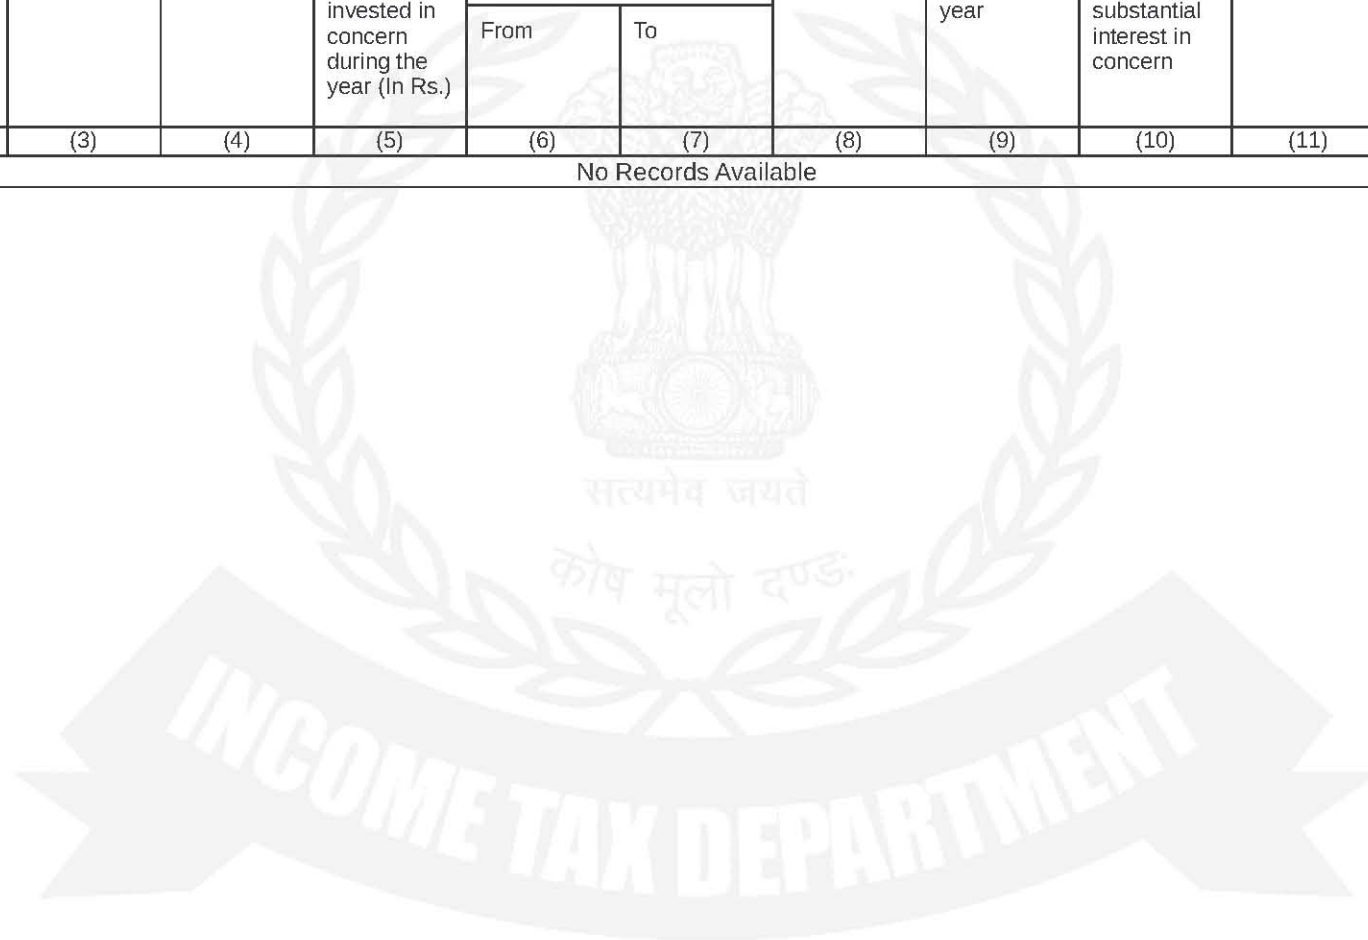 invested in
concern
during the
year (In Rs.)
From
To
year
substantial
interest in
concern
(3) (4) (5) (6) (7) (8) (9) (10) (11)
No Records Available
सत्यमेव जयते
कोष मूलो दण्डः
INCOME TAX DEPARTMENT